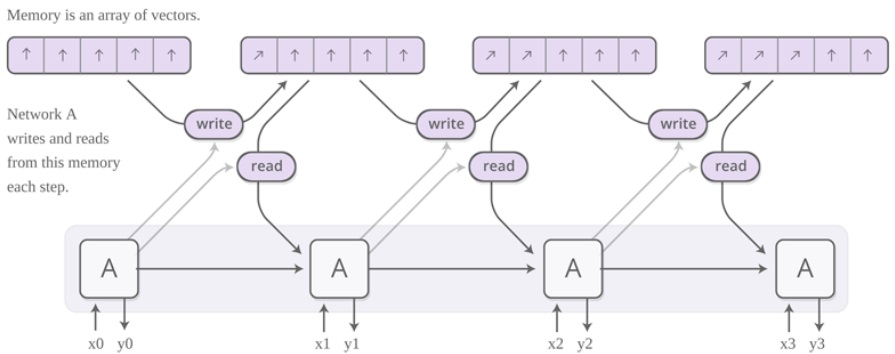 Memory is an array of vectors.
Network A
writes and reads
from this memory
each step.
write
write
write
read
read
read
A
A
A
A
x0 y0
x1 y1
x2 y2
x3 y3